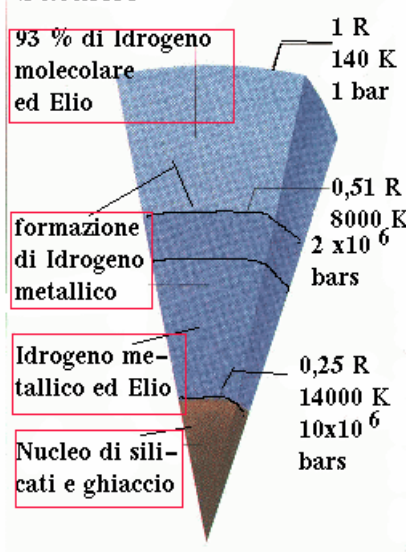 93 % di Idrogeno
molecolare
ed Elio
1 R
140 K
1 bar
formazione
di Idrogeno
metallico
0,51 R
8000 K
2 x10 6
bars
Idrogeno me-
tallico ed Elio
0,25 R
14000 K
10x10 6
bars
Nucleo di sili-
cati e ghiaccio